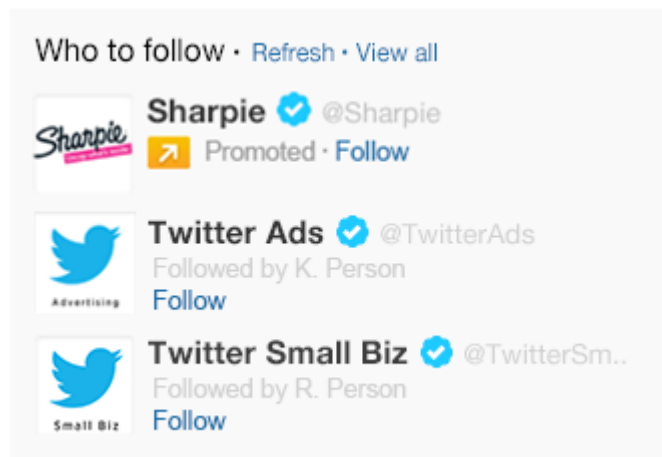 Who to follow · Refresh · View all
Sharpie @Sharpie
Sharpie
Promoted · Follow
Twitter Ads @TwitterAds
Followed by K. Person
Advertising
Follow
Twitter Small Biz @TwitterSm..
Followed by R. Person
Small Biz
Follow